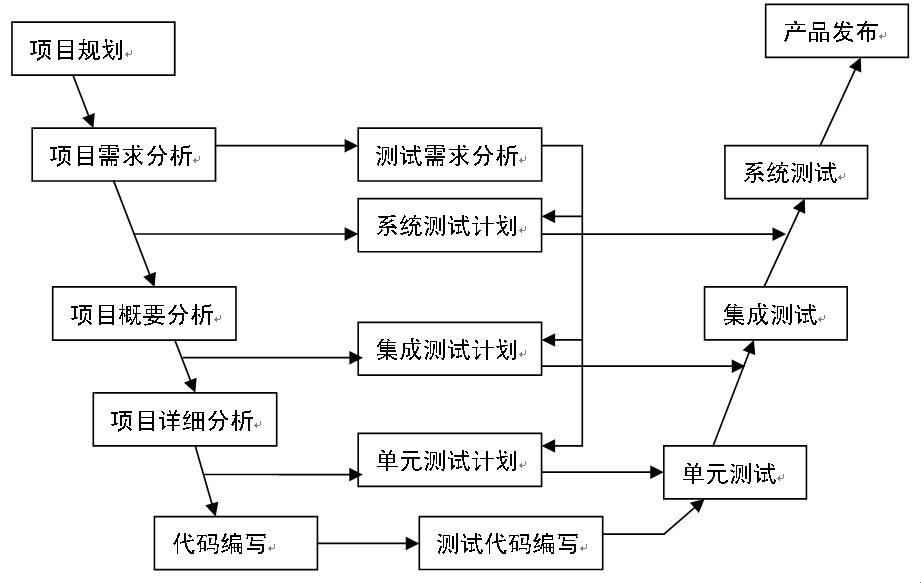 项目规划
产品发布
项目需求分析
测试需求分析
系统测试
系统测试计划
项目概要分析
集成测试
集成测试计划
项目详细分析
单元测试计划
单元测试
代码编写
测试代码编写